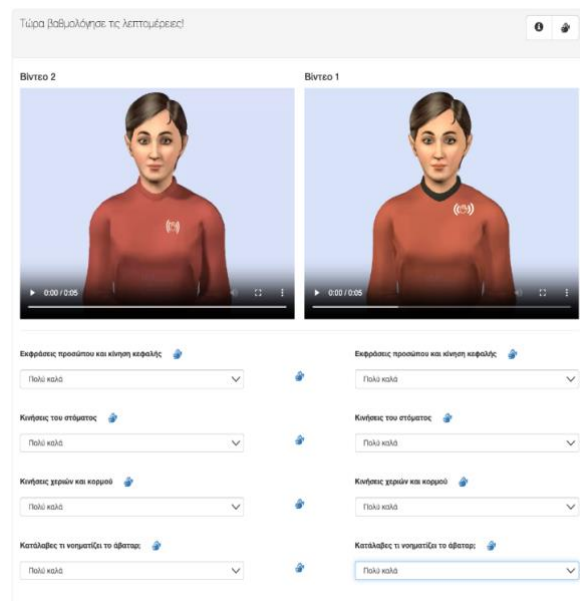 Τώρα βαθμολόγησε τις λεπτομέρειες!
Βίντεο 2
Βίντεο 1
0:00 / 0:05
0:00 / 0:05
Εκφράσεις προσώπου και κίνηση κεφαλής
Εκφράσεις προσώπου και κίνηση κεφαλής
Πολύ καλά
Πολύ καλά
Κινήσεις του στόματος
Κινήσεις του στόματος
Πολύ καλά
Πολύ καλά
Κινήσεις χεριών και κορμού
Κινήσεις χεριών και κορμού
Πολύ καλά
Πολύ καλά
Κατάλαβες τι νοηματίζει το άβαταρ;
Κατάλαβες τι νοηματίζει το άβαταρ;
Πολύ καλά
Πολύ καλά